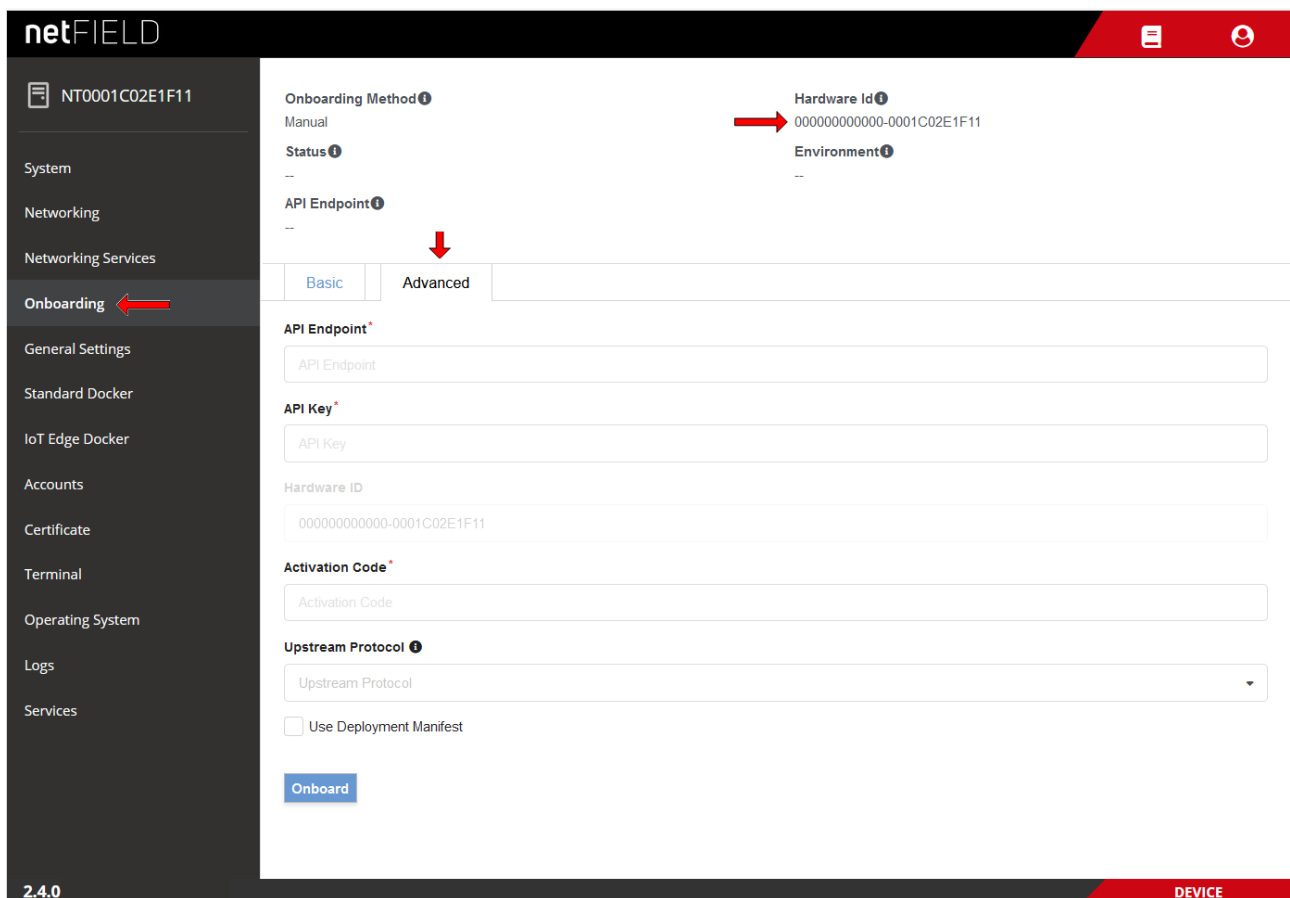 netFIELD
NT0001C02E1F11
System
Networking
Networking Services
Onboarding
General Settings
Standard Docker
IoT Edge Docker
Accounts
Certificate
Terminal
Operating System
Logs
Services
2.4.0
Onboarding Method
Manual
Hardware Id
000000000000-0001C02E1F11
Status
--
Environment
--
API Endpoint
--
Basic
Advanced
API Endpoint*
API Endpoint
API Key*
API Key
Hardware ID
000000000000-0001C02E1F11
Activation Code*
Activation Code
Upstream Protocol
Upstream Protocol
Use Deployment Manifest
Onboard
DEVICE